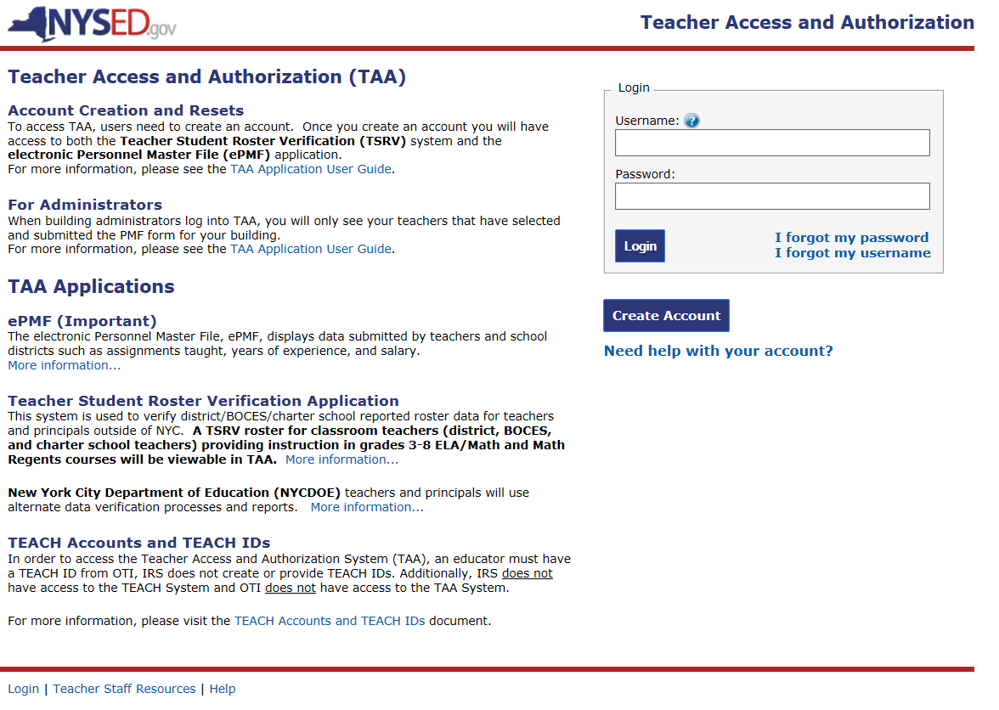 NYSED.gov
Teacher Access and Authorization
Teacher Access and Authorization (TAA)
Account Creation and Resets
To access TAA, users need to create an account.  Once you create an account you will have
access to both the Teacher Student Roster Verification (TSRV) system and the
electronic Personnel Master File (ePMF) application.
For more information, please see the TAA Application User Guide.
For Administrators
When building administrators log into TAA, you will only see your teachers that have selected
and submitted the PMF form for your building.
For more information, please see the TAA Application User Guide.
TAA Applications
ePMF (Important)
The electronic Personnel Master File, ePMF, displays data submitted by teachers and school
districts such as assignments taught, years of experience, and salary.
More information...
Teacher Student Roster Verification Application
This system is used to verify district/BOCES/charter school reported roster data for teachers
and principals outside of NYC.  A TSRV roster for classroom teachers (district, BOCES,
and charter school teachers) providing instruction in grades 3-8 ELA/Math and Math
Regents courses will be viewable in TAA.  More information...
New York City Department of Education (NYCDOE) teachers and principals will use
alternate data verification processes and reports.   More information...
TEACH Accounts and TEACH IDs
In order to access the Teacher Access and Authorization System (TAA), an educator must have
a TEACH ID from OTI, IRS does not create or provide TEACH IDs. Additionally, IRS does not
have access to the TEACH System and OTI does not have access to the TAA System.
For more information, please visit the TEACH Accounts and TEACH IDs document.
Login
Username: ?
Password:
Login
I forgot my password
I forgot my username
Create Account
Need help with your account?
Login | Teacher Staff Resources | Help